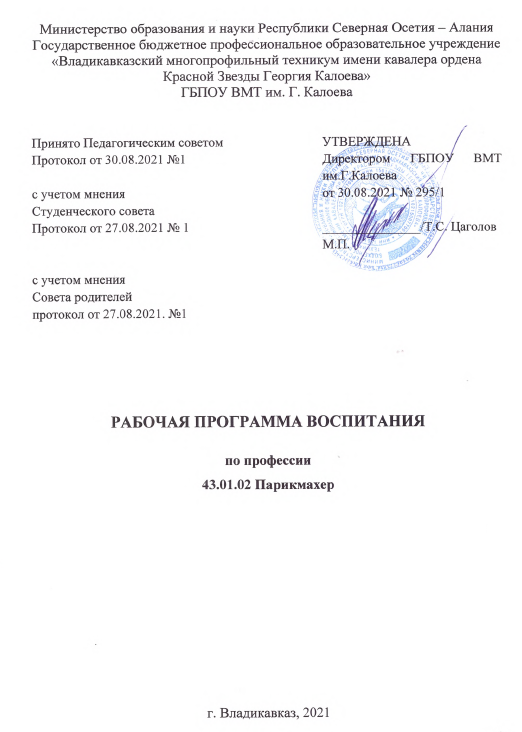 Министерство образования и науки Республики Северная Осетия – Алания
Государственное бюджетное профессиональное образовательное учреждение
«Владикавказский многопрофильный техникум имени кавалера ордена
Красной Звезды Георгия Калоева»
ГБПОУ ВМТ им. Г. Калоева
Принято Педагогическим советом
Протокол от 30.08.2021 №1
с учетом мнения
Студенческого совета
Протокол от 27.08.2021 № 1
с учетом мнения
Совета родителей
протокол от 27.08.2021. №1
УТВЕРЖДЕНА
Директором ГБПОУ ВМТ
им.Г.Калоева
от 30.08.2021 № 295/1
/Т.С. Цаголов
М.П.
РАБОЧАЯ ПРОГРАММА ВОСПИТАНИЯ
по профессии
43.01.02 Парикмахер
г. Владикавказ, 2021